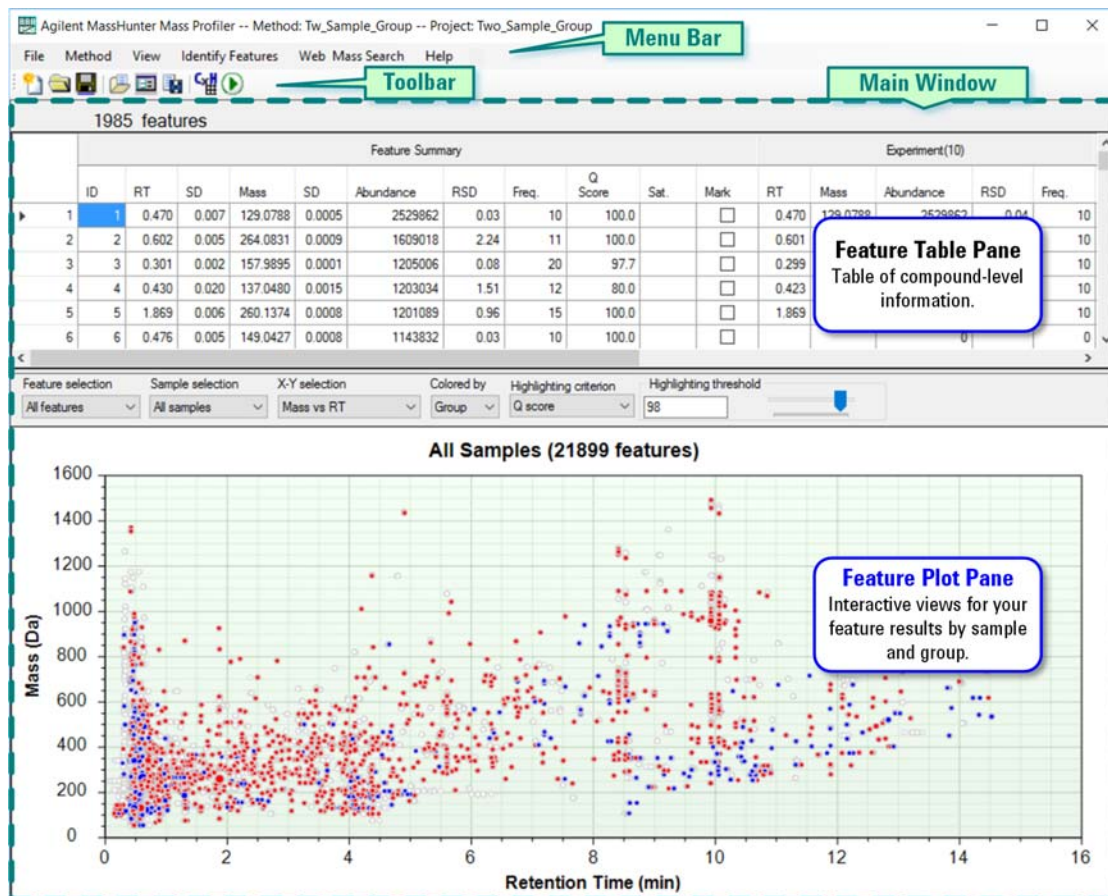 Agilent MassHunter Mass Profiler -- Method: Tw_Sample_Group -- Project: Two_Sample_Group
Menu Bar
File Method View Identify Features Web Mass Search Help
Toolbar
Main Window
1985 features
Feature Summary Experiment(10)
ID RT SD Mass SD Abundance RSD Freq. Q Score Sat. Mark RT Mass Abundance RSD Freq.
1 1 0.470 0.007 129.0788 0.0005 2529862 0.03 10 100.0 0.470 129.0788 2529862 0.04 10
2 2 0.602 0.005 264.0831 0.0009 1609018 2.24 11 100.0 0.601 10
3 3 0.301 0.002 157.9895 0.0001 1205006 0.08 20 97.7 0.299 10
4 4 0.430 0.020 137.0480 0.0015 1203034 1.51 12 80.0 0.423 10
5 5 1.869 0.006 260.1374 0.0008 1201089 0.96 15 100.0 1.869 10
6 6 0.476 0.005 149.0427 0.0008 1143832 0.03 10 100.0 0 0
Feature Table Pane
Table of compound-level
information.
Feature selection Sample selection X-Y selection Colored by Highlighting criterion Highlighting threshold
All features All samples Mass vs RT Group Q score 98
All Samples (21899 features)
Mass (Da)
1600
1400
1200
1000
800
600
400
200
0
Feature Plot Pane
Interactive views for your
feature results by sample
and group.
0 2 4 6 8 10 12 14 16
Retention Time (min)